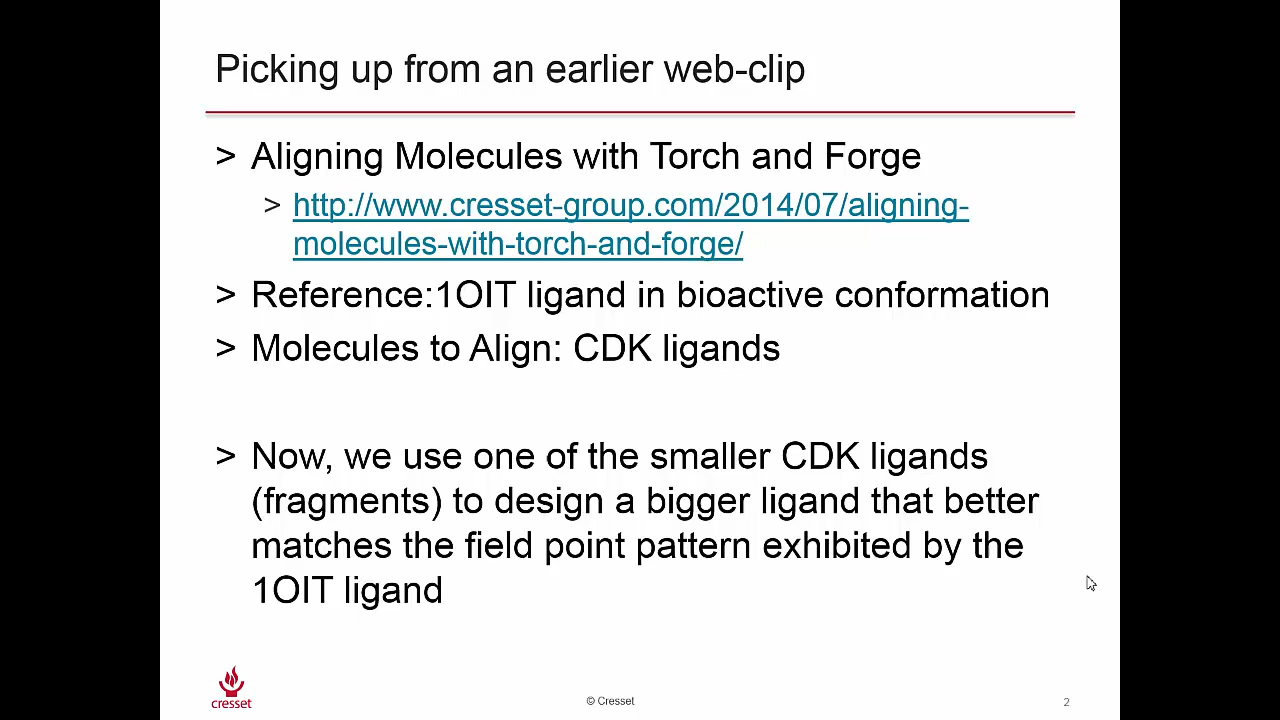 Picking up from an earlier web-clip
> Aligning Molecules with Torch and Forge
> http://www.cresset-group.com/2014/07/aligning-
molecules-with-torch-and-forge/
> Reference:1OIT ligand in bioactive conformation
> Molecules to Align: CDK ligands
> Now, we use one of the smaller CDK ligands
(fragments) to design a bigger ligand that better
matches the field point pattern exhibited by the
1OIT ligand
cresset
© Cresset
2